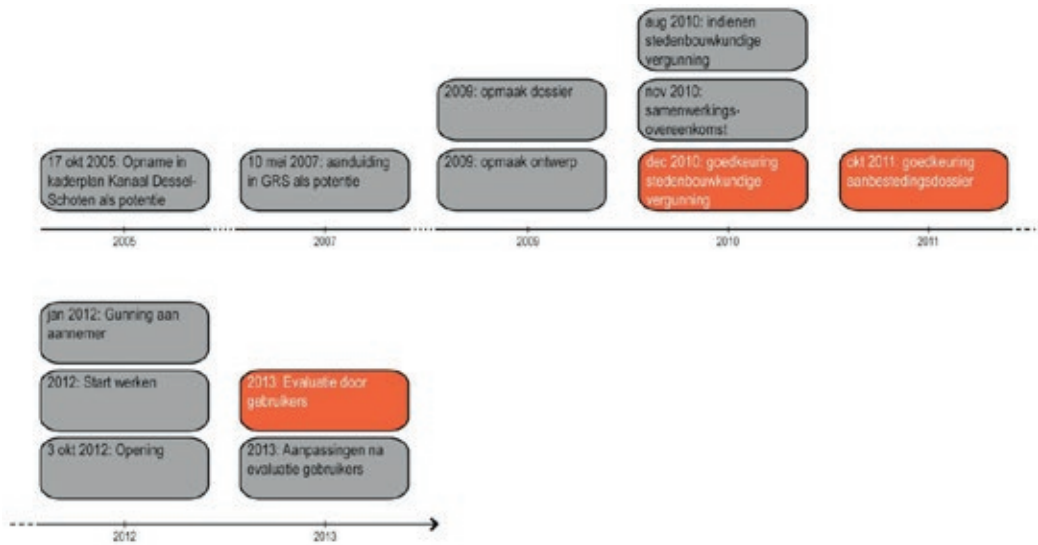 aug 2010: indienen
stedenbouwkundige
vergunning
2009: opmaak dossier
nov 2010:
samenwerkings-
overeenkomst
17 okt 2005: Opname in
kaderplan Kanaal Dessel-
Schoten als potentie
10 mei 2007: aanduiding
in GRS als potentie
2009: opmaak ontwerp
dec 2010: goedkeuring
stedenbouwkundige
vergunning
okt 2011: goedkeuring
aanbestedingsdossier
2005
2007
2009
2010
2011
jan 2012: Gunning aan
aannemer
2012: Start werken
2013: Evaluatie door
gebruikers
3 okt 2012: Opening
2013: Aanpassingen na
evaluatie gebruikers
2012
2013